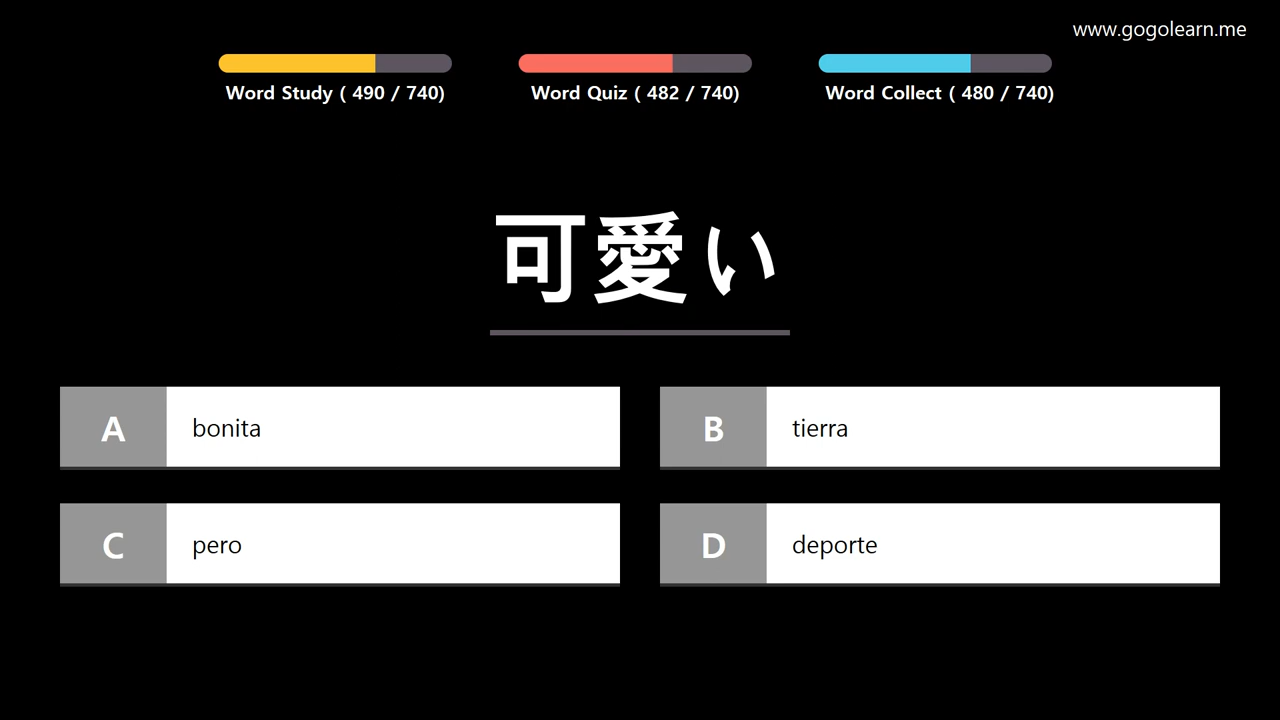 www.gogolearn.me
Word Study ( 490 / 740)
Word Quiz ( 482 / 740)
Word Collect ( 480 / 740)
可愛い
A bonita
B tierra
C pero
D deporte